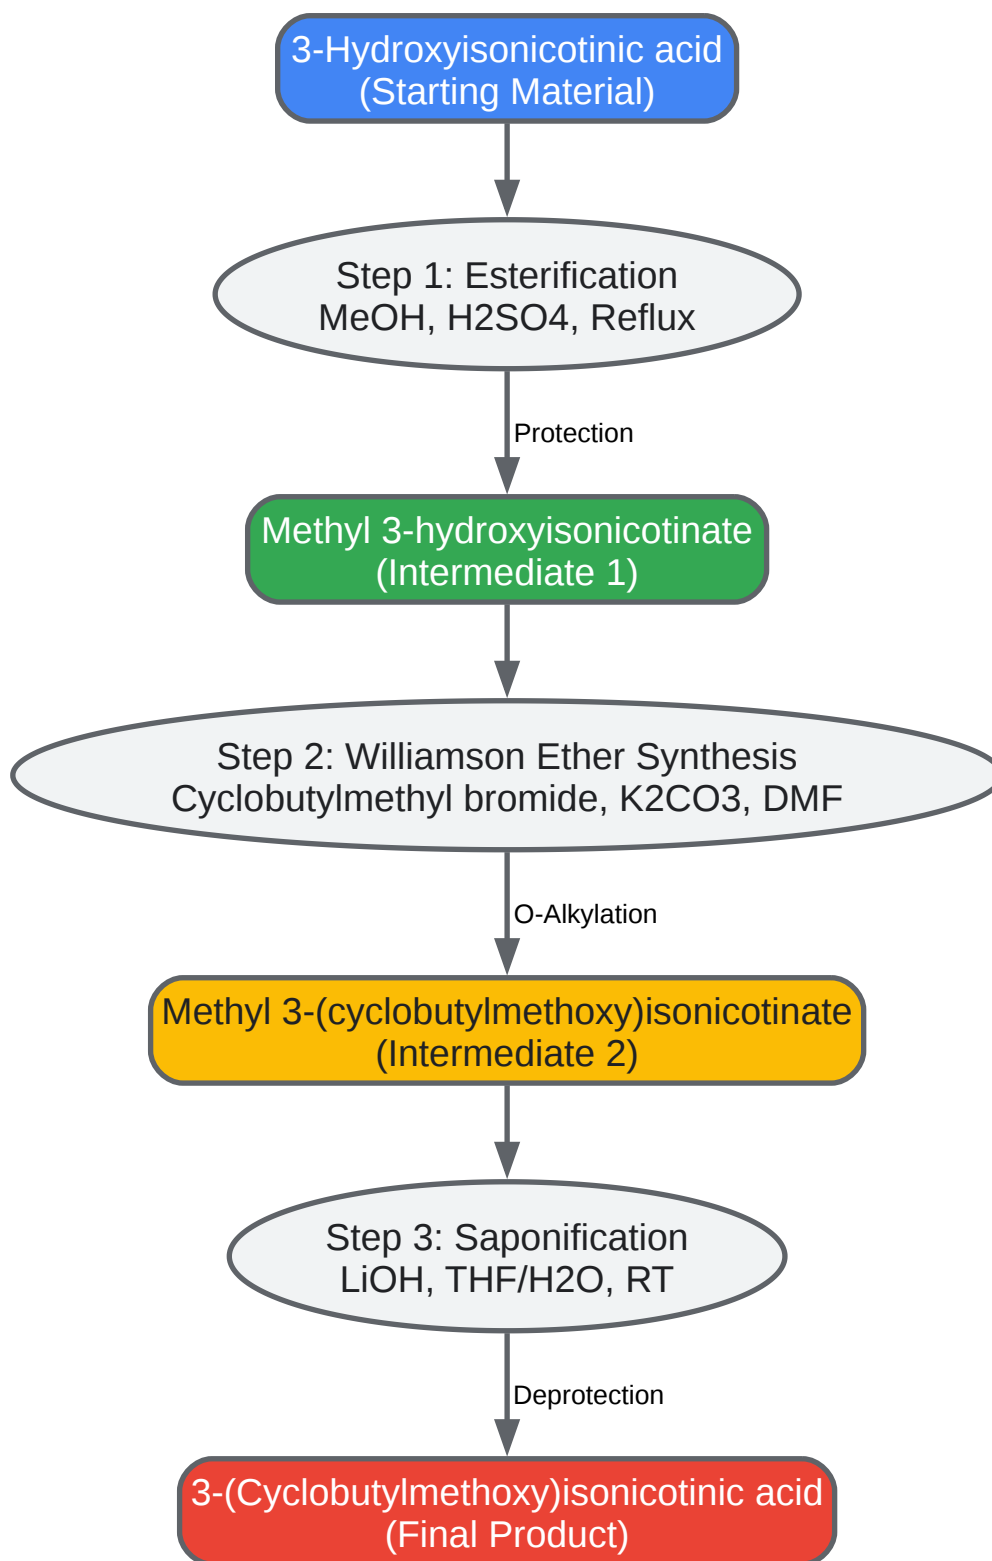 3-Hydroxyisonicotinic acid
(Starting Material)
Step 1: Esterification
MeOH, H2SO4, Reflux
Protection
Methyl 3-hydroxyisonicotinate
(Intermediate 1)
Step 2: Williamson Ether Synthesis
Cyclobutylmethyl bromide, K2CO3, DMF
O-Alkylation
Methyl 3-(cyclobutylmethoxy)isonicotinate
(Intermediate 2)
Step 3: Saponification
LiOH, THF/H2O, RT
Deprotection
3-(Cyclobutylmethoxy)isonicotinic acid
(Final Product)